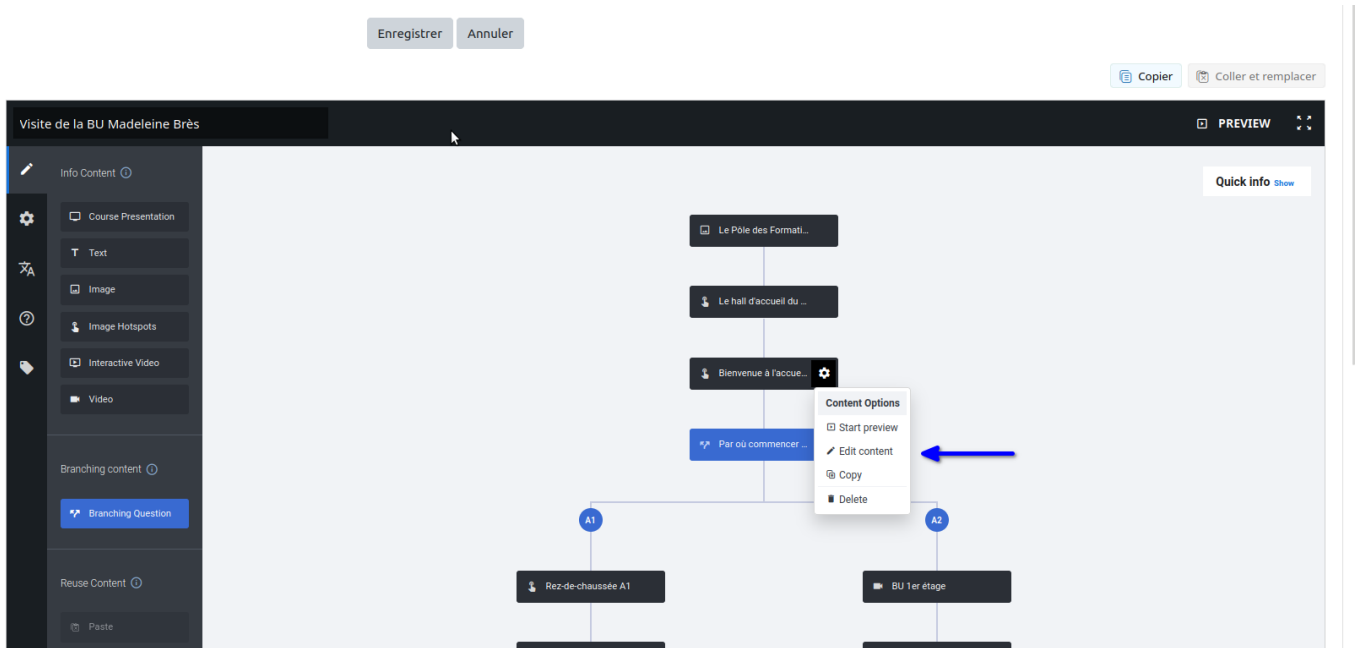 Enregistrer Annuler
Copier Coller et remplacer
Visite de la BU Madeleine Brès
PREVIEW
Info Content
Quick info Show
Course Presentation
Text
Image
Image Hotspots
Interactive Video
Video
Branching content
Branching Question
Reuse Content
Paste
Le Pôle des Formati...
Le hall d'accueil du ...
Bienvenue à l'accue...
Content Options
Start preview
Edit content
Copy
Delete
Par où commencer ...
A1 A2
Rez-de-chaussée A1
BU 1er étage